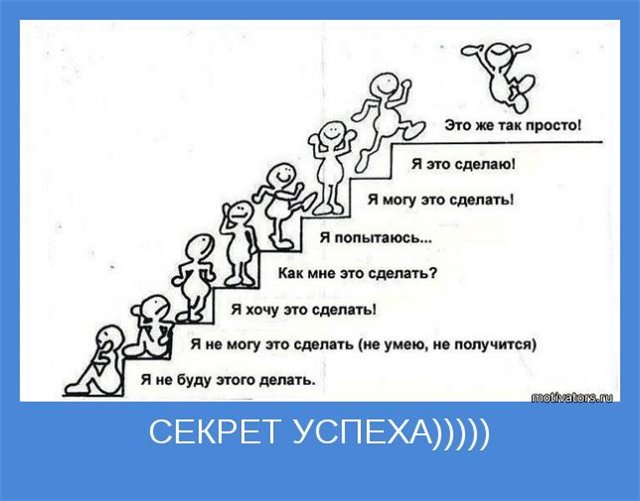 Это же так просто!
Я это сделаю!
Я могу это сделать!
Я попытаюсь...
Как мне это сделать?
Я хочу это сделать!
Я не могу это сделать (не умею, не получится)
Я не буду этого делать.
motivators.ru
СЕКРЕТ УСПЕХА)))))